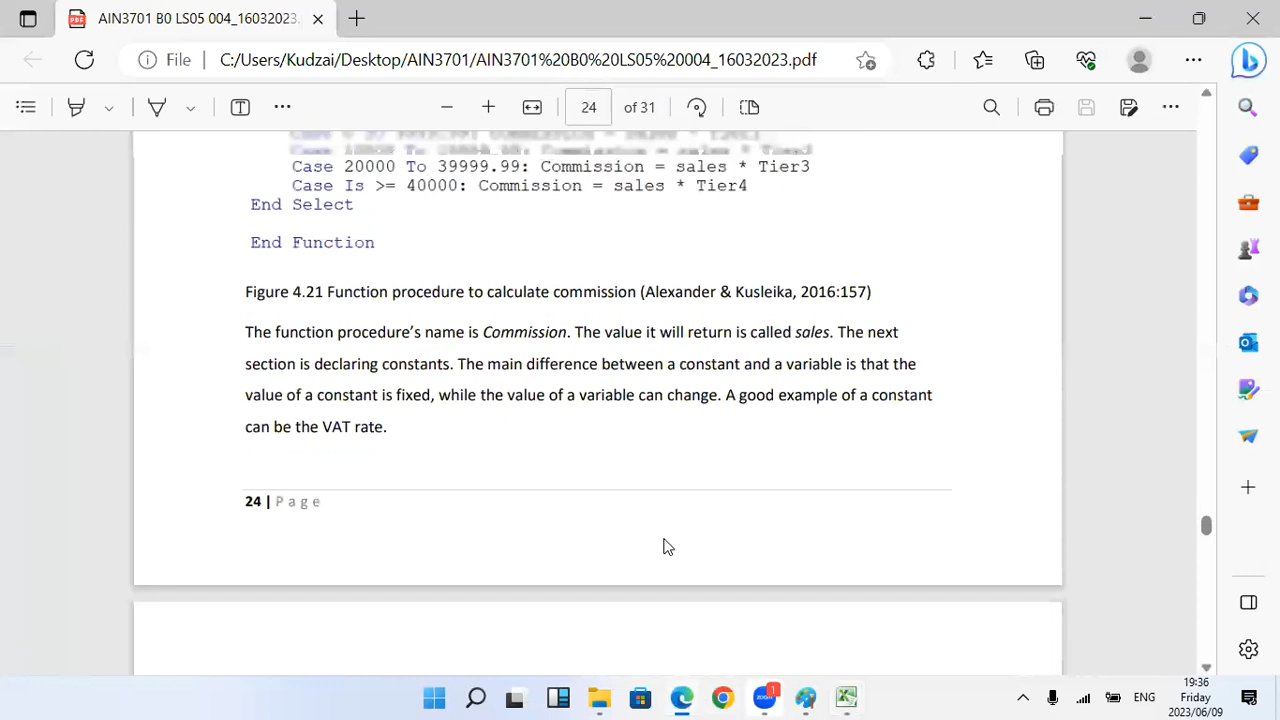 AIN3701 B0 LS05 004_16032023.
File
C:/Users/Kudzai/Desktop/AIN3701/AIN3701%20B0%20LS05%20004_16032023.pdf
24 of 31
Case 20000 To 39999.99: Commission = sales * Tier3
Case Is >= 40000: Commission = sales * Tier4
End Select
End Function
Figure 4.21 Function procedure to calculate commission (Alexander & Kusleika, 2016:157)
The function procedure's name is Commission. The value it will return is called sales. The next
section is declaring constants. The main difference between a constant and a variable is that the
value of a constant is fixed, while the value of a variable can change. A good example of a constant
can be the VAT rate.
24 | Page
zoom 1
ENG
19:36
Friday
2023/06/09